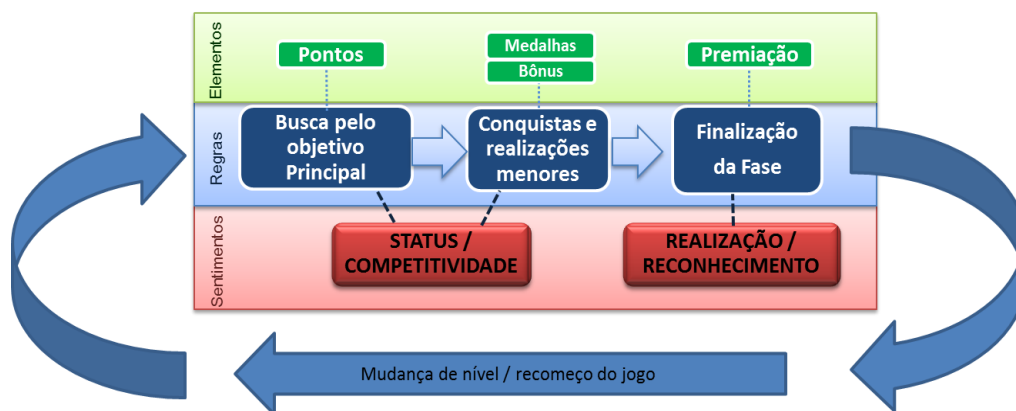 Elementos
Pontos
Medalhas
Bônus
Premiação
Regras
Busca pelo
objetivo
Principal
Conquistas e
realizações
menores
Finalização
da Fase
Sentimentos
STATUS /
COMPETITIVIDADE
REALIZAÇÃO /
RECONHECIMENTO
Mudança de nível / recomeço do jogo